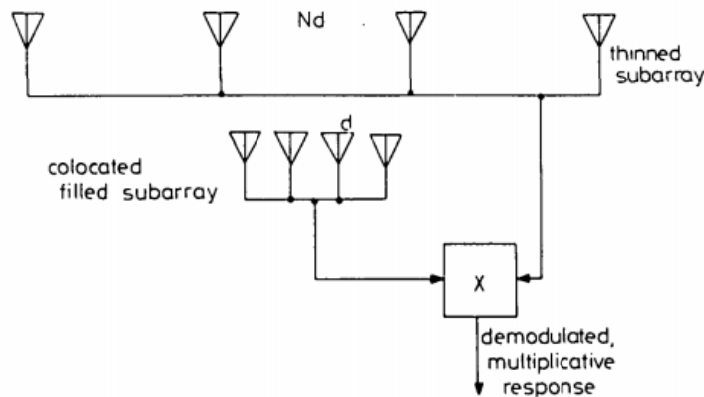 Nd
thinned
subarray
d
colocated
filled subarray
X
demodulated,
multiplicative
response